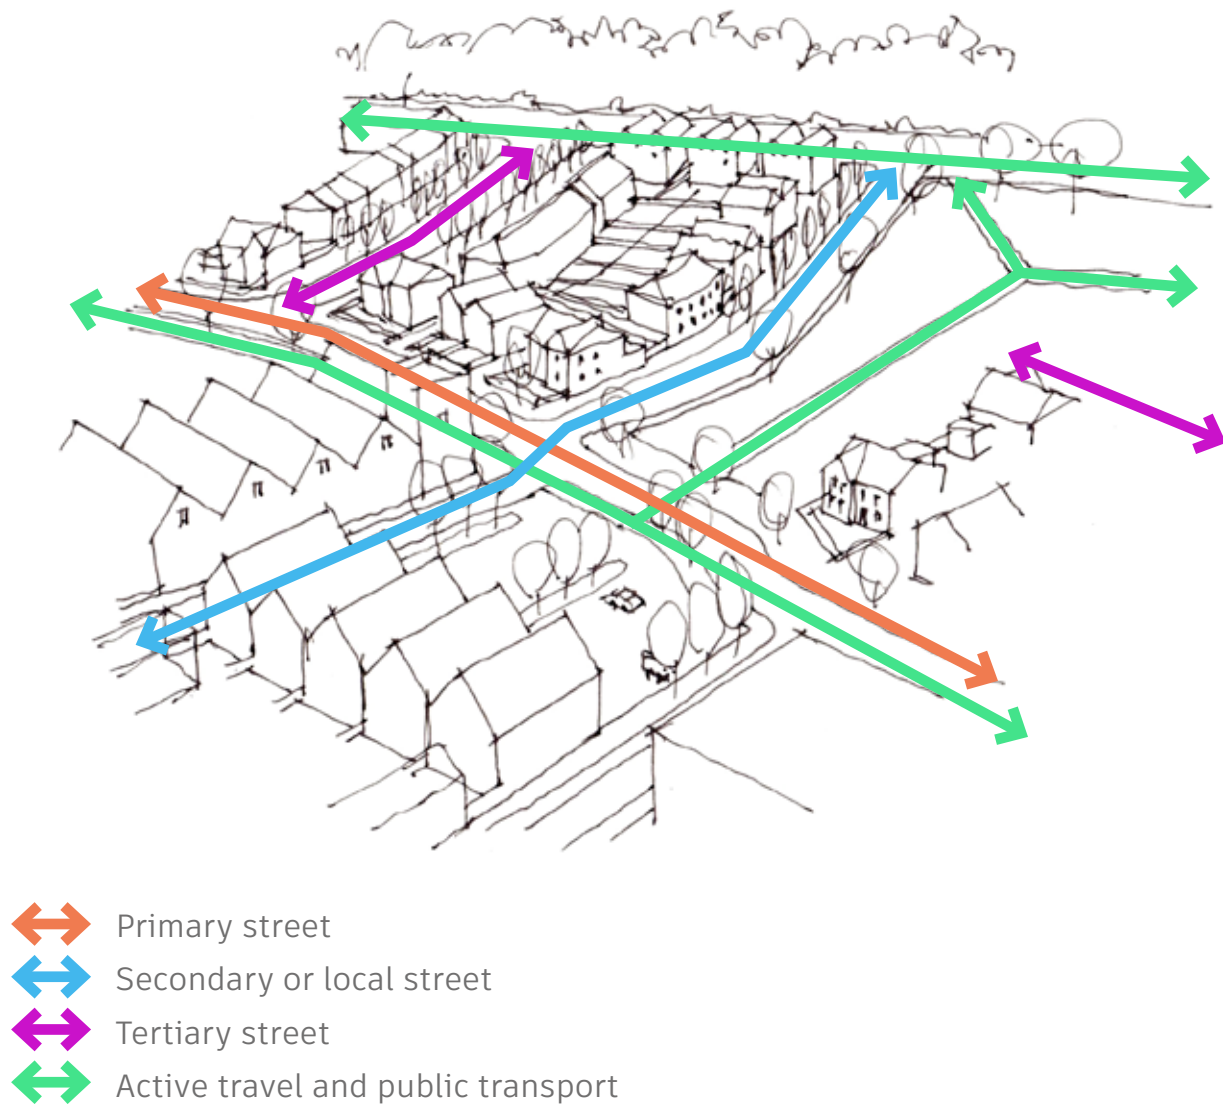 Primary street
Secondary or local street
Tertiary street
Active travel and public transport